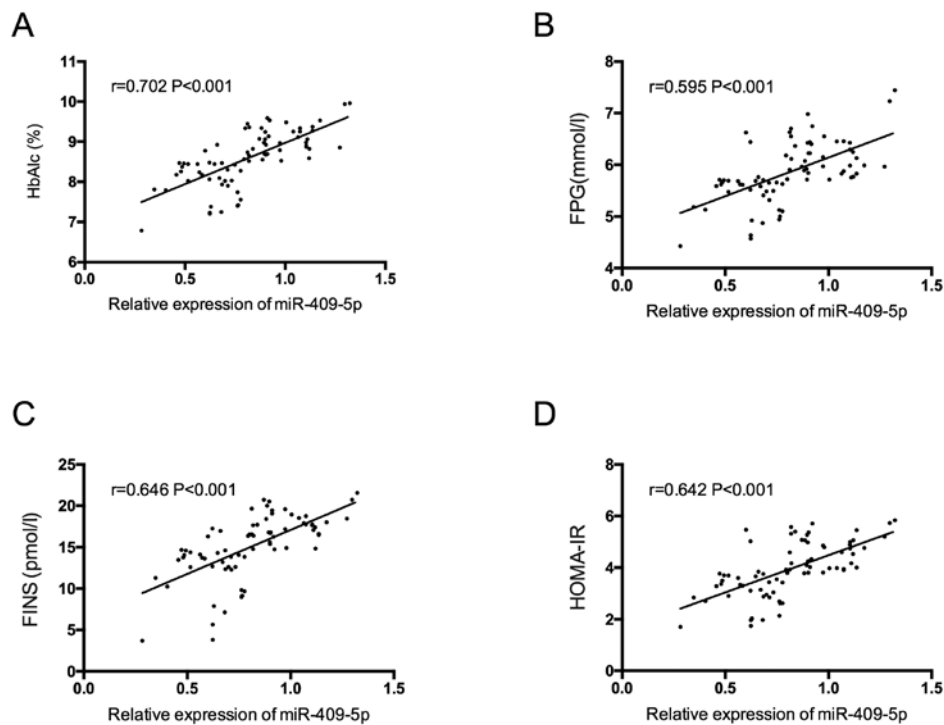 A
r=0.702 P<0.001
HbAlc (%)
11
10
9
8
7
6
0.0 0.5 1.0 1.5
Relative expression of miR-409-5p
B
r=0.595 P<0.001
FPG(mmol/l)
8
7
6
5
4
0.0 0.5 1.0 1.5
Relative expression of miR-409-5p
C
r=0.646 P<0.001
FINS (pmol/l)
25
20
15
10
5
0
0.0 0.5 1.0 1.5
Relative expression of miR-409-5p
D
r=0.642 P<0.001
HOMA-IR
8
6
4
2
0
0.0 0.5 1.0 1.5
Relative expression of miR-409-5p